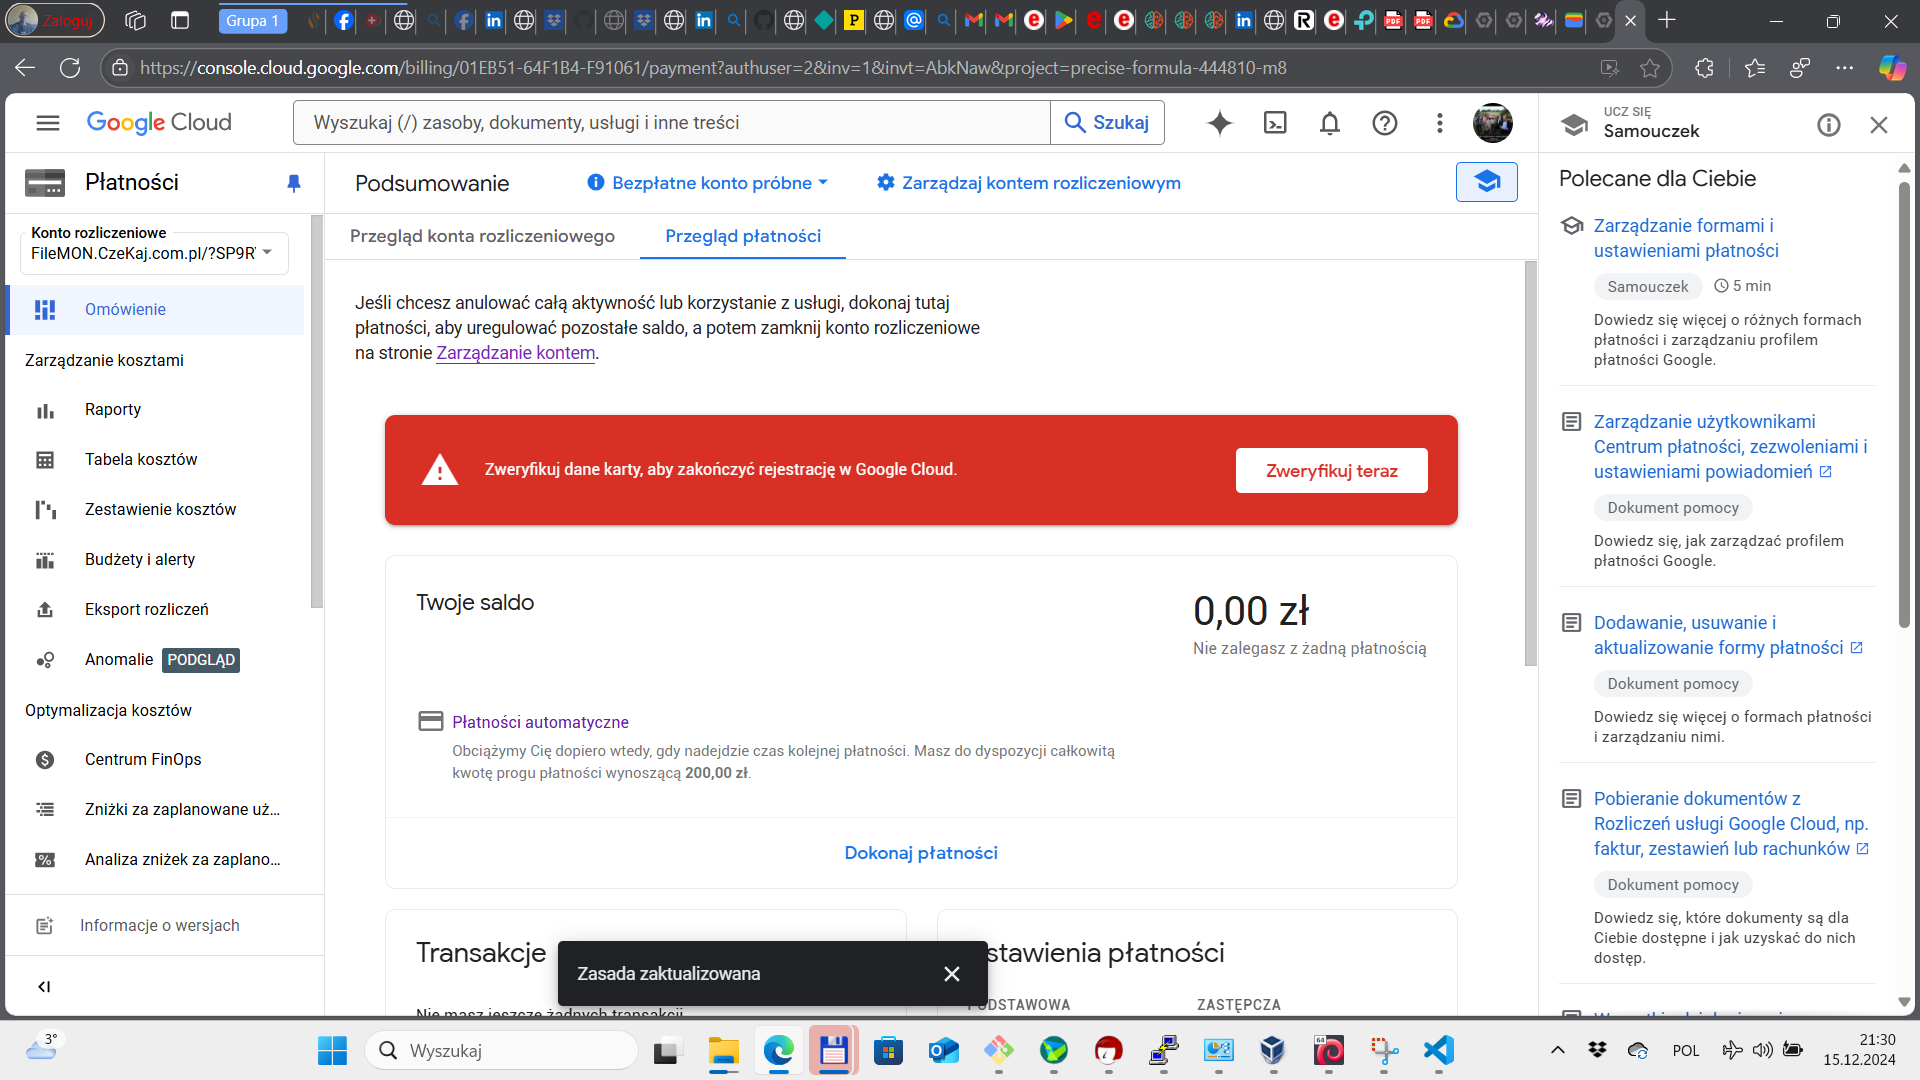 Zaloguj
Grupa 1
https://console.cloud.google.com/billing/01EB51-64F1B4-F91061/payment?authuser=2&inv=1&invt=AbkNaw&project=precise-formula-444810-m8
Google Cloud
Wyszukaj (/) zasoby, dokumenty, usługi i inne treści
Szukaj
UCZ SIĘ
Samouczek
Płatności
Podsumowanie
Bezpłatne konto próbne
Zarządzaj kontem rozliczeniowym
Konto rozliczeniowe
FileMON.CzeKaj.com.pl/?SP9R
Przegląd konta rozliczeniowego
Przegląd płatności
Omówienie
Zarządzanie kosztami
Raporty
Tabela kosztów
Zestawienie kosztów
Budżety i alerty
Eksport rozliczeń
Anomalie PODGLĄD
Optymalizacja kosztów
Centrum FinOps
Zniżki za zaplanowane uż...
Analiza zniżek za zaplano...
Informacje o wersjach
Jeśli chcesz anulować całą aktywność lub korzystanie z usługi, dokonaj tutaj
płatności, aby uregulować pozostałe saldo, a potem zamknij konto rozliczeniowe
na stronie Zarządzanie kontem.
Zweryfikuj dane karty, aby zakończyć rejestrację w Google Cloud.
Zweryfikuj teraz
Twoje saldo
0,00 zł
Nie zalegasz z żadną płatnością
Płatności automatyczne
Obciążymy Cię dopiero wtedy, gdy nadejdzie czas kolejnej płatności. Masz do dyspozycji całkowitą
kwotę progu płatności wynoszącą 200,00 zł.
Dokonaj płatności
Transakcje
Nie masz jeszcze żadnych transakcji
stawienia płatności
ODSTAWOWA
ZASTĘPCZA
Zasada zaktualizowana
Polecane dla Ciebie
Zarządzanie formami i
ustawieniami płatności
Samouczek
5 min
Dowiedz się więcej o różnych formach
płatności i zarządzaniu profilem
płatności Google.
Zarządzanie użytkownikami
Centrum płatności, zezwoleniami i
ustawieniami powiadomień
Dokument pomocy
Dowiedz się, jak zarządzać profilem
płatności Google.
Dodawanie, usuwanie i
aktualizowanie formy płatności
Dokument pomocy
Dowiedz się więcej o formach płatności
i zarządzaniu nimi.
Pobieranie dokumentów z
Rozliczeń usługi Google Cloud, np.
faktur, zestawień lub rachunków
Dokument pomocy
Dowiedz się, które dokumenty są dla
Ciebie dostępne i jak uzyskać do nich
dostęp.
3°
Wyszukaj
POL
21:30
15.12.2024